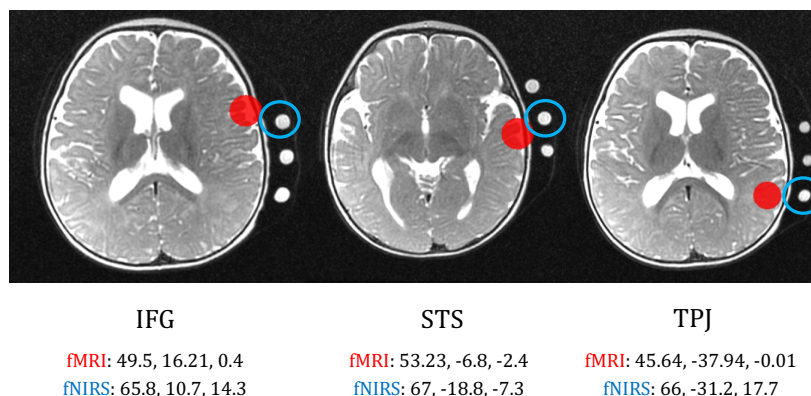 IFG
fMRI: 49.5, 16.21, 0.4
fNIRS: 65.8, 10.7, 14.3
STS
fMRI: 53.23, -6.8, -2.4
fNIRS: 67, -18.8, -7.3
TPJ
fMRI: 45.64, -37.94, -0.01
fNIRS: 66, -31.2, 17.7